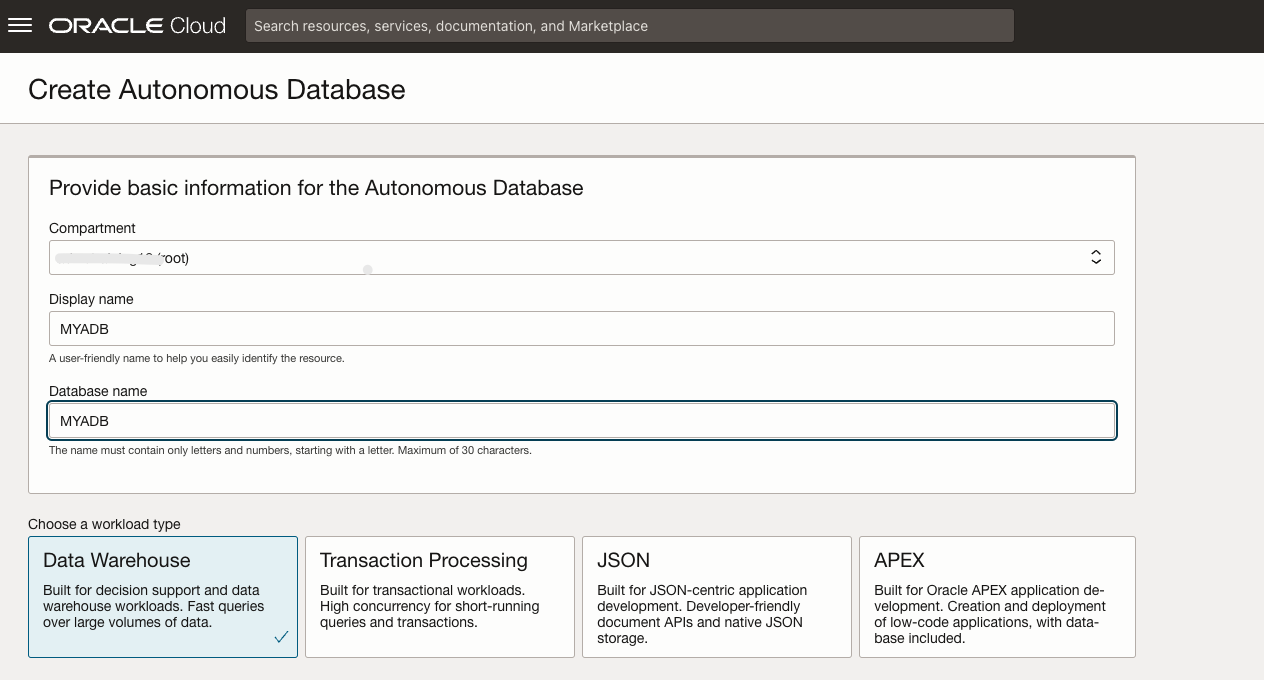 ORACLE Cloud
Search resources, services, documentation, and Marketplace
Create Autonomous Database
Provide basic information for the Autonomous Database
Compartment
(root)
Display name
MYADB
A user-friendly name to help you easily identify the resource.
Database name
MYADB
The name must contain only letters and numbers, starting with a letter. Maximum of 30 characters.
Choose a workload type
Data Warehouse
Built for decision support and data
warehouse workloads. Fast queries
over large volumes of data.
Transaction Processing
Built for transactional workloads.
High concurrency for short-running
queries and transactions.
JSON
Built for JSON-centric application
development. Developer-friendly
document APIs and native JSON
storage.
APEX
Built for Oracle APEX application de-
velopment. Creation and deployment
of low-code applications, with data-
base included.